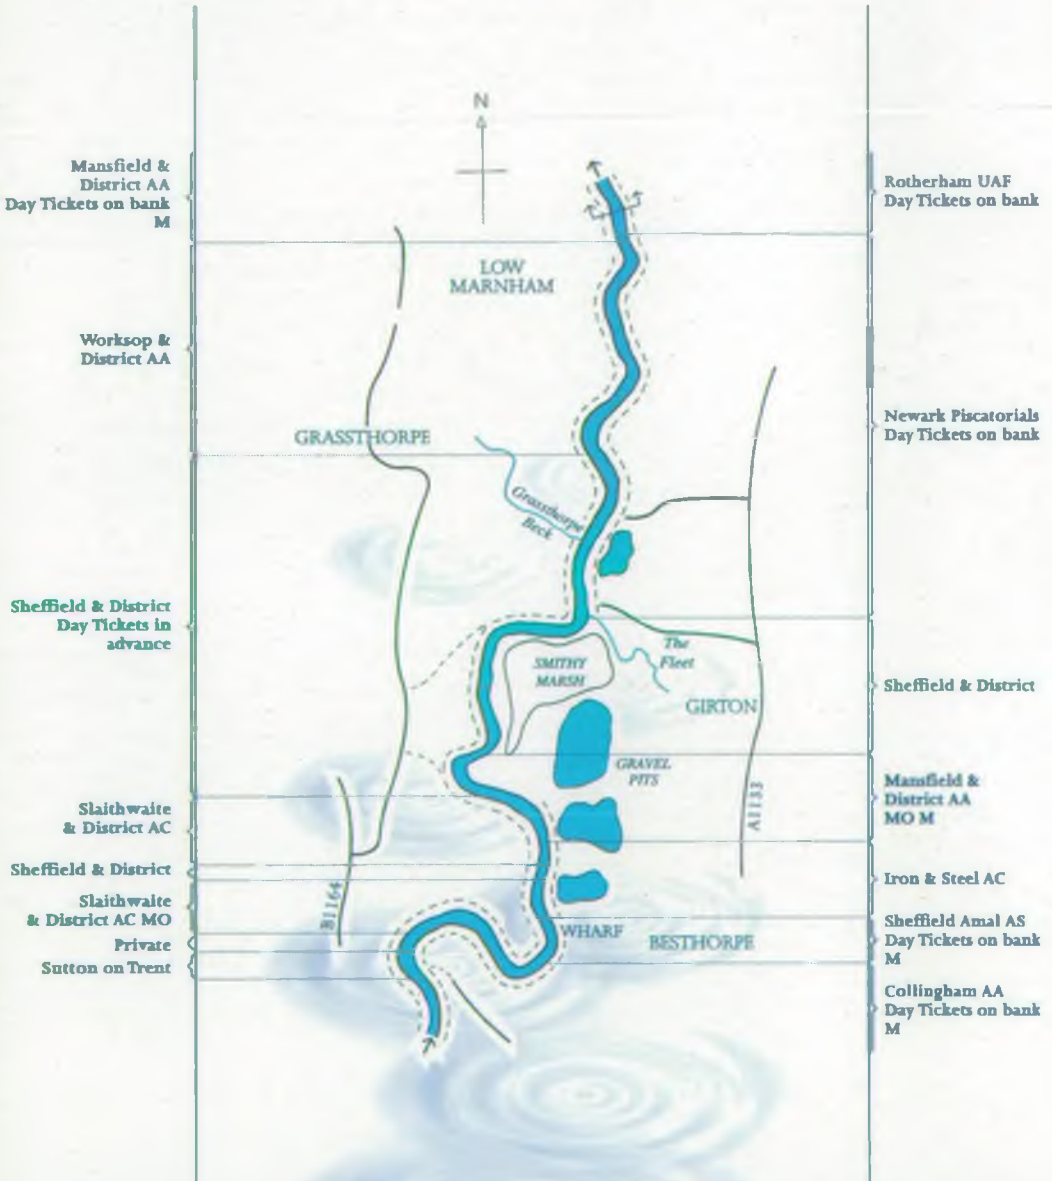 N
Mansfield &
District AA
Day Tickets on bank
M
Rotherham UAF
Day Tickets on bank
LOW
MARNHAM
Worksop &
District AA
Newark Piscatorials
Day Tickets on bank
GRASSTHORPE
Grassthorpe
Beck
Sheffield & District
Day Tickets in
advance
The
Fleet
SMITHY
MARSH
Sheffield & District
GIRTON
GRAVEL
PITS
Mansfield &
District AA
MO M
A1133
Slaithwaite
& District AC
Sheffield & District
Iron & Steel AC
Slaithwaite
& District AC MO
B1164
WHARF
BESTHORPE
Sheffield Amal AS
Day Tickets on bank
M
Private
Sutton on Trent
Collingham AA
Day Tickets on bank
M